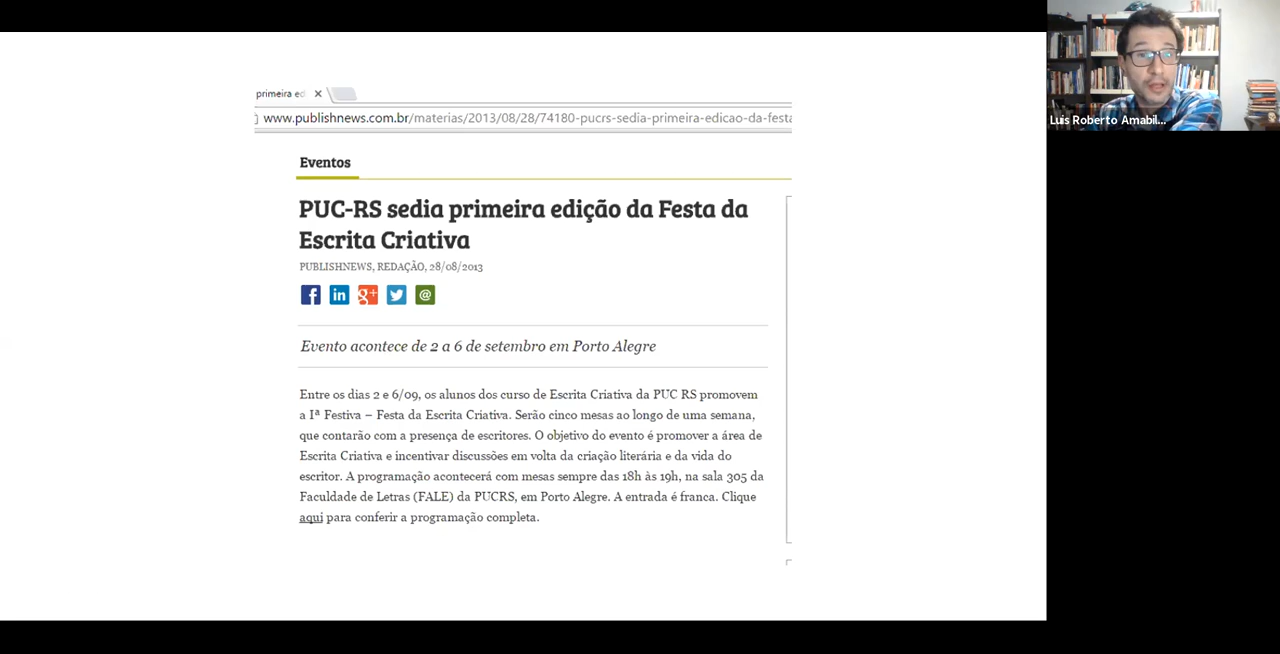 primeira ed
www.publishnews.com.br/materias/2013/08/28/74180-pucrs-sedia-primeira-edicao-da-festa
Eventos
PUC-RS sedia primeira edição da Festa da
Escrita Criativa
PUBLISHNEWS, REDAÇÃO, 28/08/2013
Evento acontece de 2 a 6 de setembro em Porto Alegre
Entre os dias 2 e 6/09, os alunos dos curso de Escrita Criativa da PUC RS promovem
a Iª Festiva – Festa da Escrita Criativa. Serão cinco mesas ao longo de uma semana,
que contarão com a presença de escritores. O objetivo do evento é promover a área de
Escrita Criativa e incentivar discussões em volta da criação literária e da vida do
escritor. A programação acontecerá com mesas sempre das 18h às 19h, na sala 305 da
Faculdade de Letras (FALE) da PUCRS, em Porto Alegre. A entrada é franca. Clique
aqui para conferir a programação completa.
Luis Roberto Amabil...